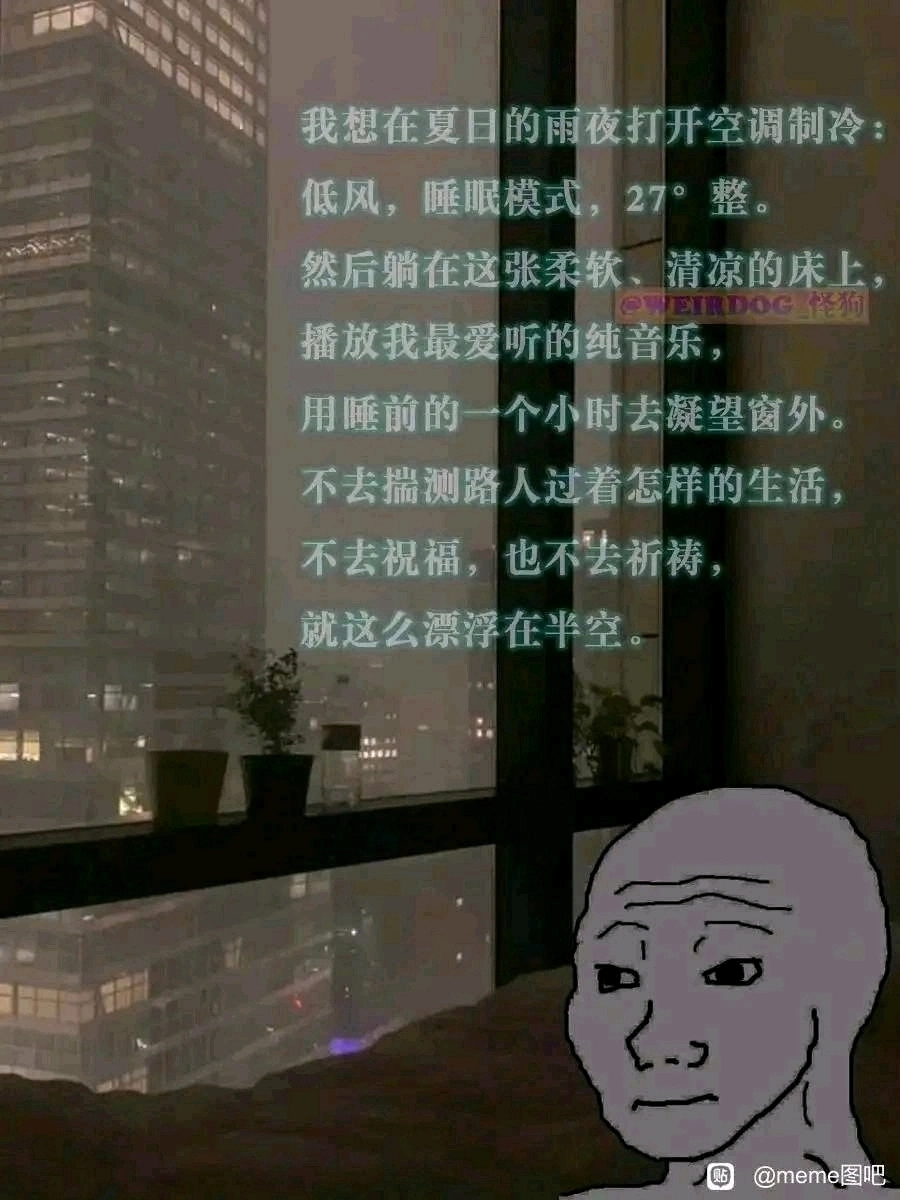 我想在夏日的雨夜打开空调制冷：
低风，睡眠模式，27°整。
然后躺在这张柔软、清凉的床上，
@WEIRDOG_怪狗
播放我最爱听的纯音乐，
用睡前的一个小时去凝望窗外。
不去揣测路人过着怎样的生活，
不去祝福，也不去祈祷，
就这么漂浮在半空。
贴 @meme图吧